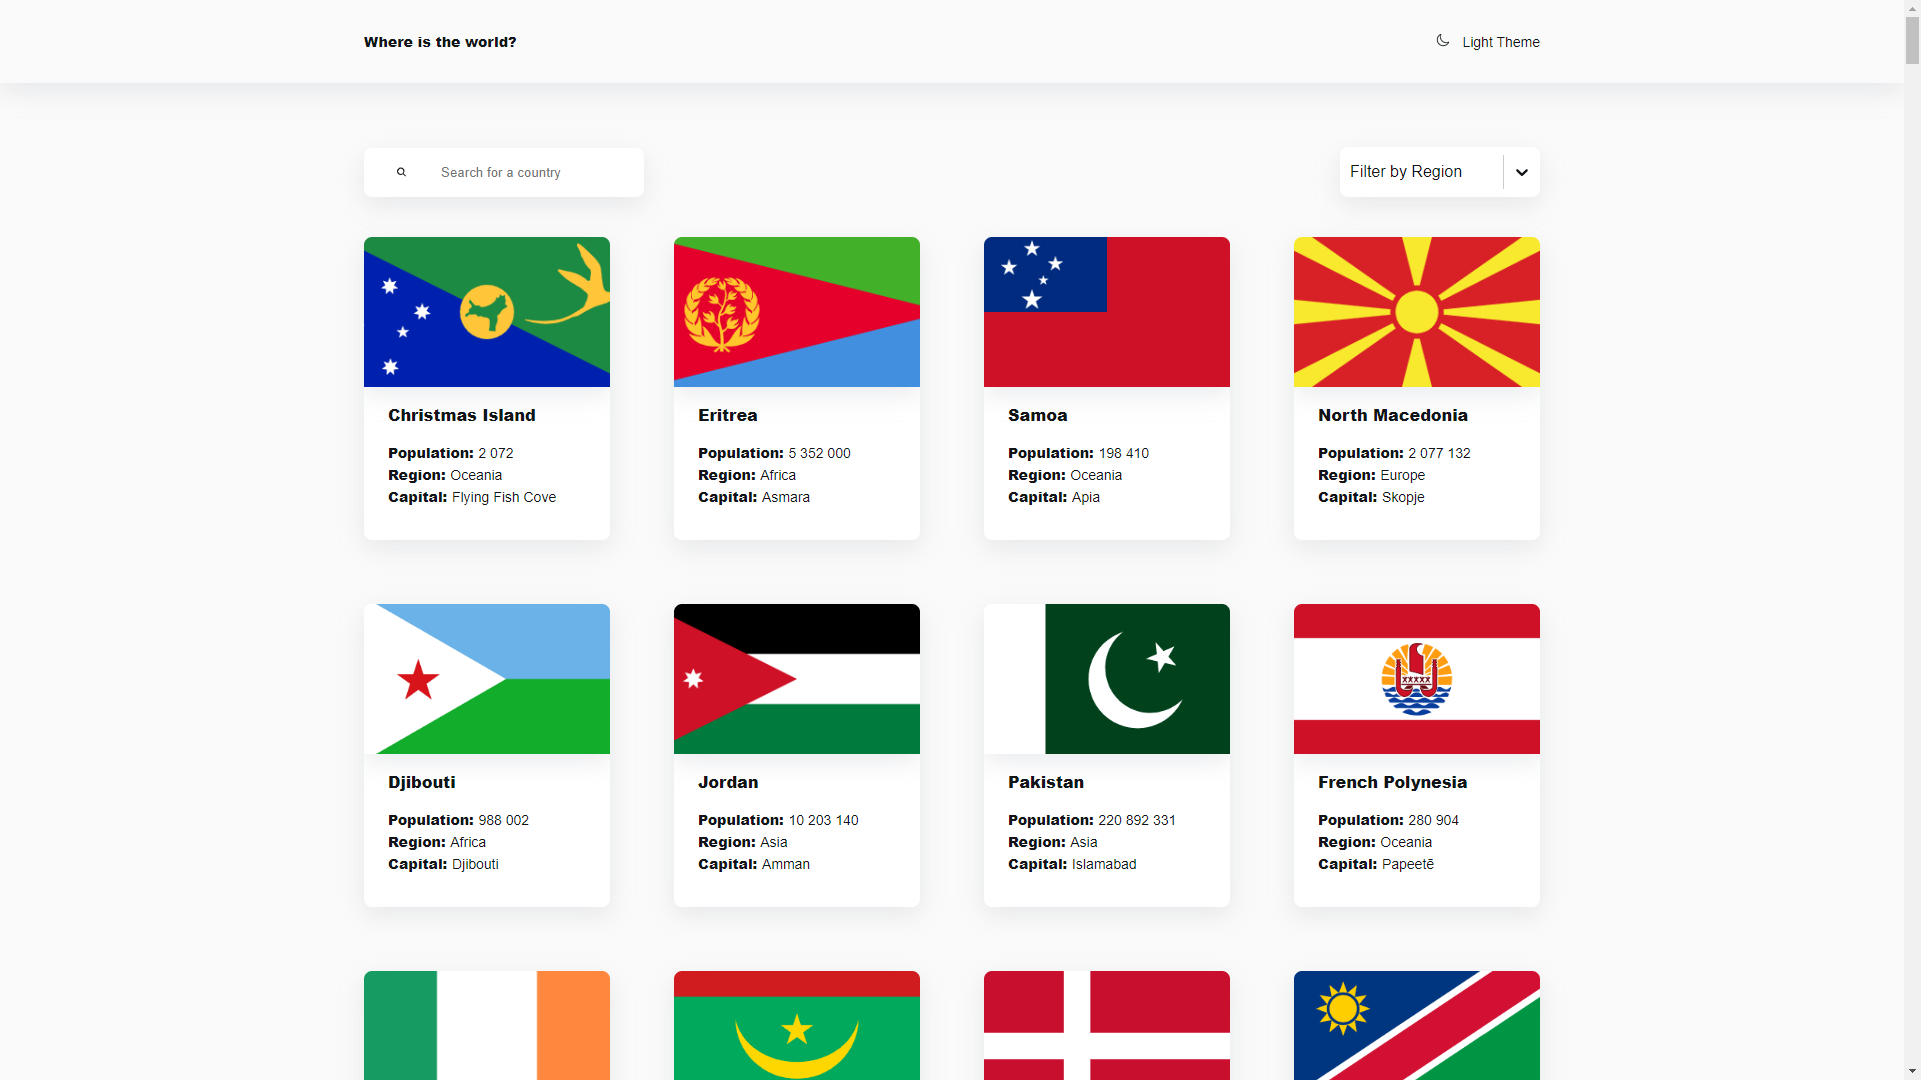 Where is the world?
Light Theme
Search for a country
Filter by Region
Christmas Island
Population: 2 072
Region: Oceania
Capital: Flying Fish Cove
Eritrea
Population: 5 352 000
Region: Africa
Capital: Asmara
Samoa
Population: 198 410
Region: Oceania
Capital: Apia
North Macedonia
Population: 2 077 132
Region: Europe
Capital: Skopje
Djibouti
Population: 988 002
Region: Africa
Capital: Djibouti
Jordan
Population: 10 203 140
Region: Asia
Capital: Amman
Pakistan
Population: 220 892 331
Region: Asia
Capital: Islamabad
French Polynesia
Population: 280 904
Region: Oceania
Capital: Papeetē